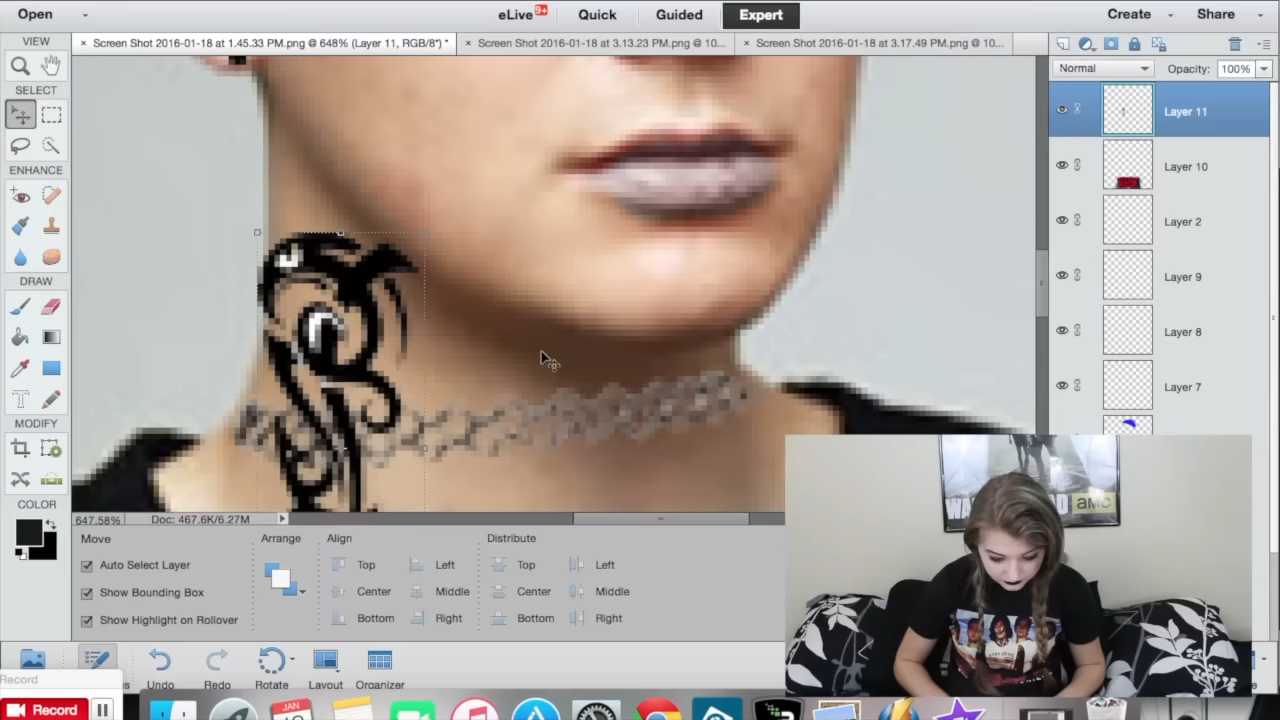 Open
eLive
9+
Quick
Guided
Expert
Create
Share
VIEW
× Screen Shot 2016-01-18 at 1.45.33 PM.png @ 648% (Layer 11, RGB/8*) *
× Screen Shot 2016-01-18 at 3.13.23 PM.png @ 10...
× Screen Shot 2016-01-18 at 3.17.49 PM.png @ 10...
Normal
Opacity: 100%
SELECT
ENHANCE
DRAW
MODIFY
COLOR
Layer 11
Layer 10
Layer 2
Layer 9
Layer 8
Layer 7
647.58%
Doc: 467.6K/6.27M
Move
Auto Select Layer
Show Bounding Box
Show Highlight on Rollover
Arrange
Align
Top
Left
Center
Middle
Bottom
Right
Distribute
Top
Left
Center
Middle
Bottom
Right
amc
Undo
Redo
Rotate
Layout
Organizer
Record
Record
JAN